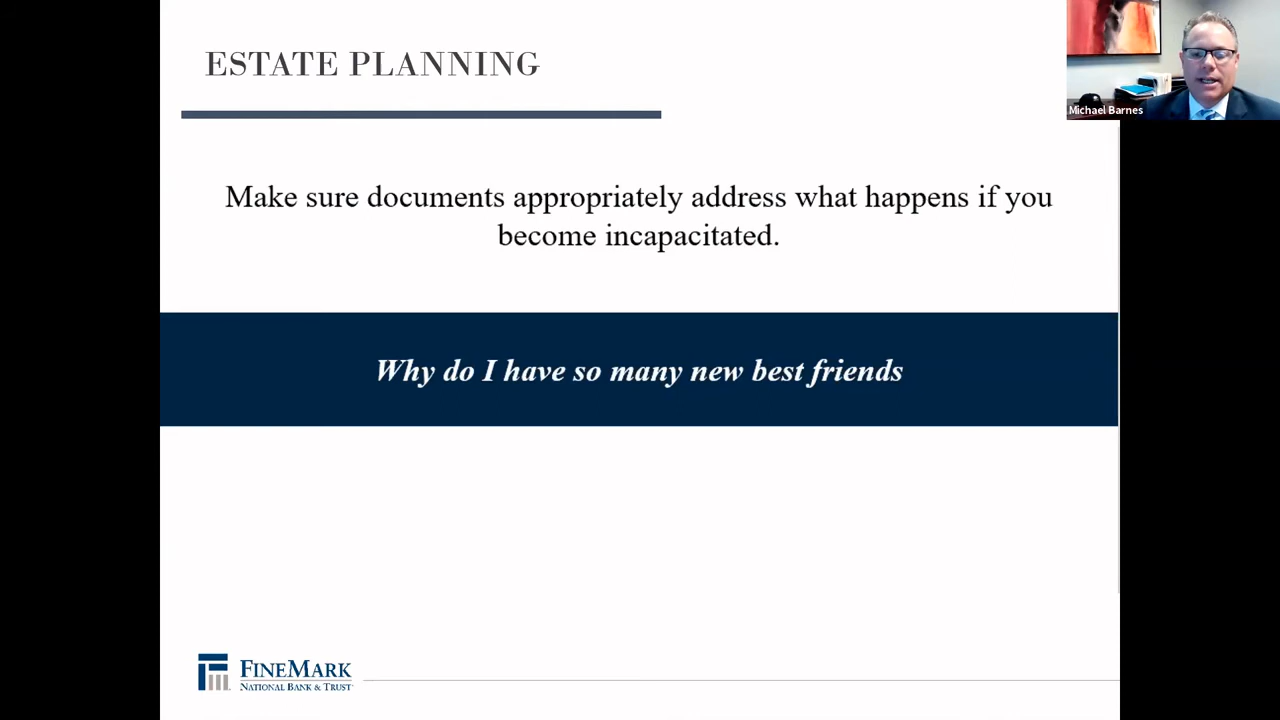 ESTATE PLANNING
Michael Barnes
Make sure documents appropriately address what happens if you
become incapacitated.
Why do I have so many new best friends
FINEMARK
NATIONAL BANK & TRUST